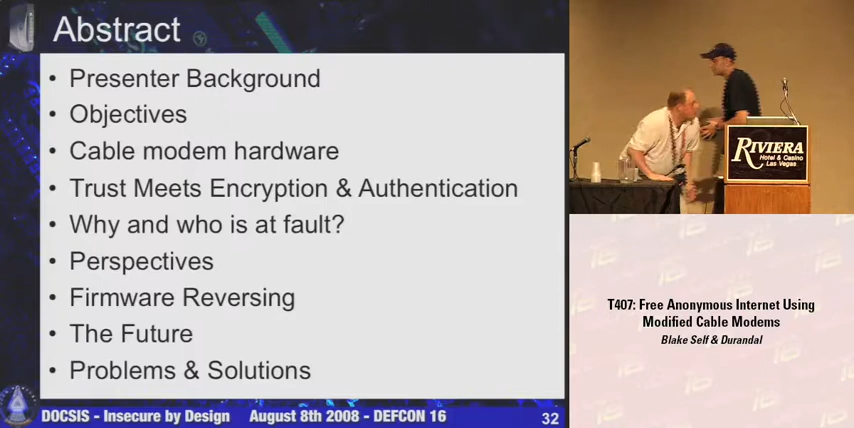 Abstract
• Presenter Background
• Objectives
• Cable modem hardware
• Trust Meets Encryption & Authentication
• Why and who is at fault?
• Perspectives
• Firmware Reversing
• The Future
• Problems & Solutions
DOCSIS - Insecure by Design August 8th 2008 - DEFCON 16 32
RIVIERA
Hotel & Casino
Las Vegas
T407: Free Anonymous Internet Using
Modified Cable Modems
Blake Self & Durandal